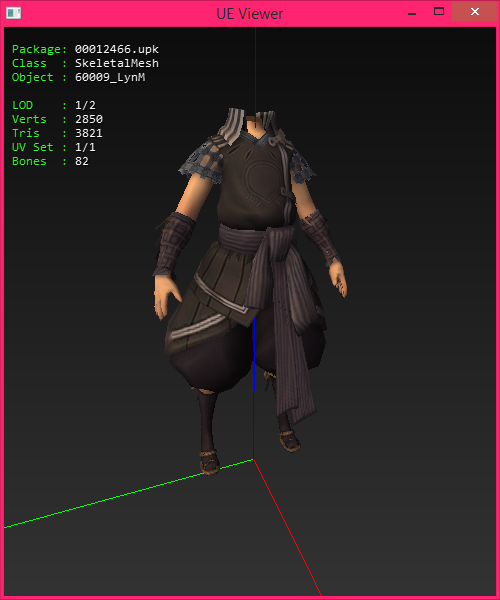 UE Viewer
Package: 00012466.upk
Class : SkeletalMesh
Object : 60009_LynM
LOD : 1/2
Verts : 2850
Tris : 3821
UV Set : 1/1
Bones : 82